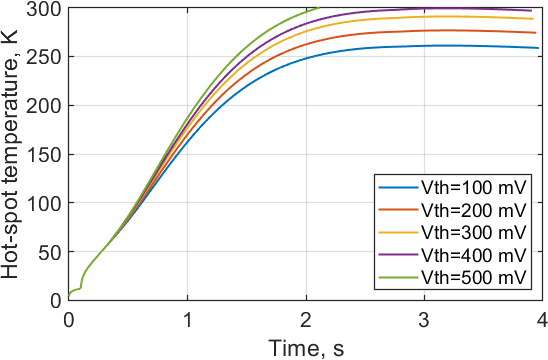 Hot-spot temperature, K
300
250
200
150
100
50
0
Vth=100 mV
Vth=200 mV
Vth=300 mV
Vth=400 mV
Vth=500 mV
0 1 2 3 4
Time, s